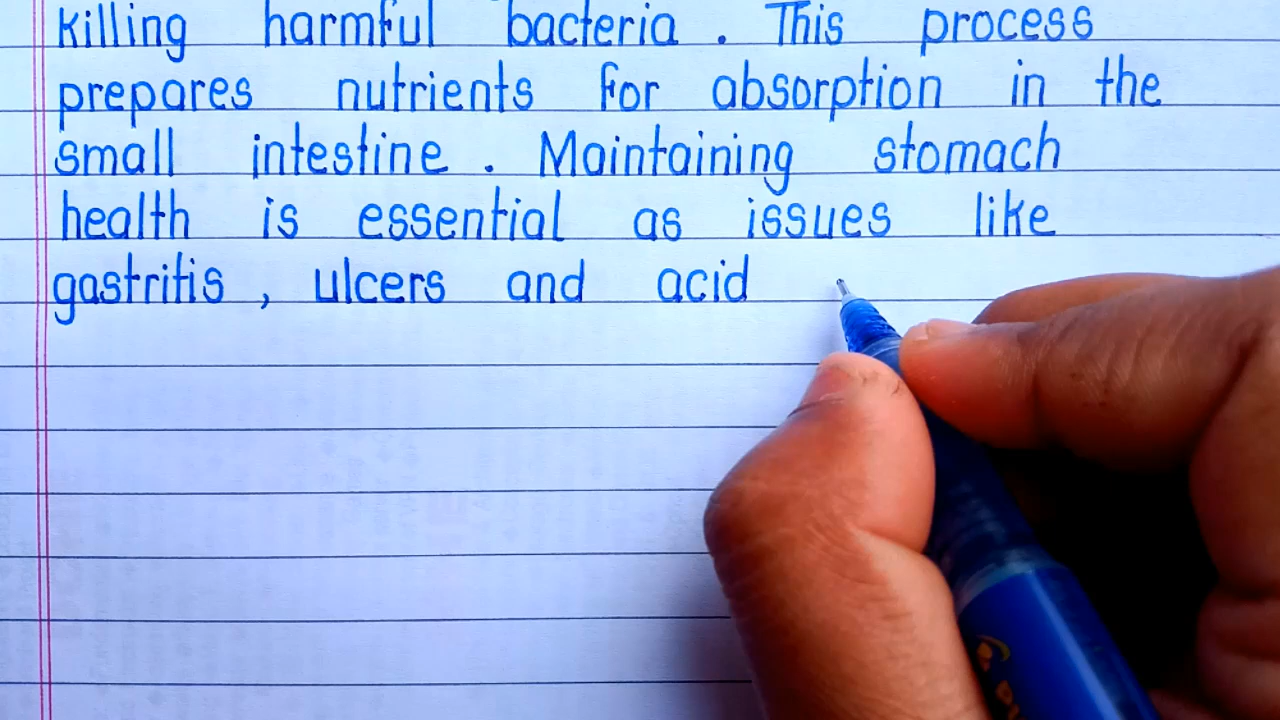 killing harmful bacteria. This process
prepares nutrients for absorption in the
small intestine. Maintaining stomach
health is essential as issues like
gastritis, ulcers and acid